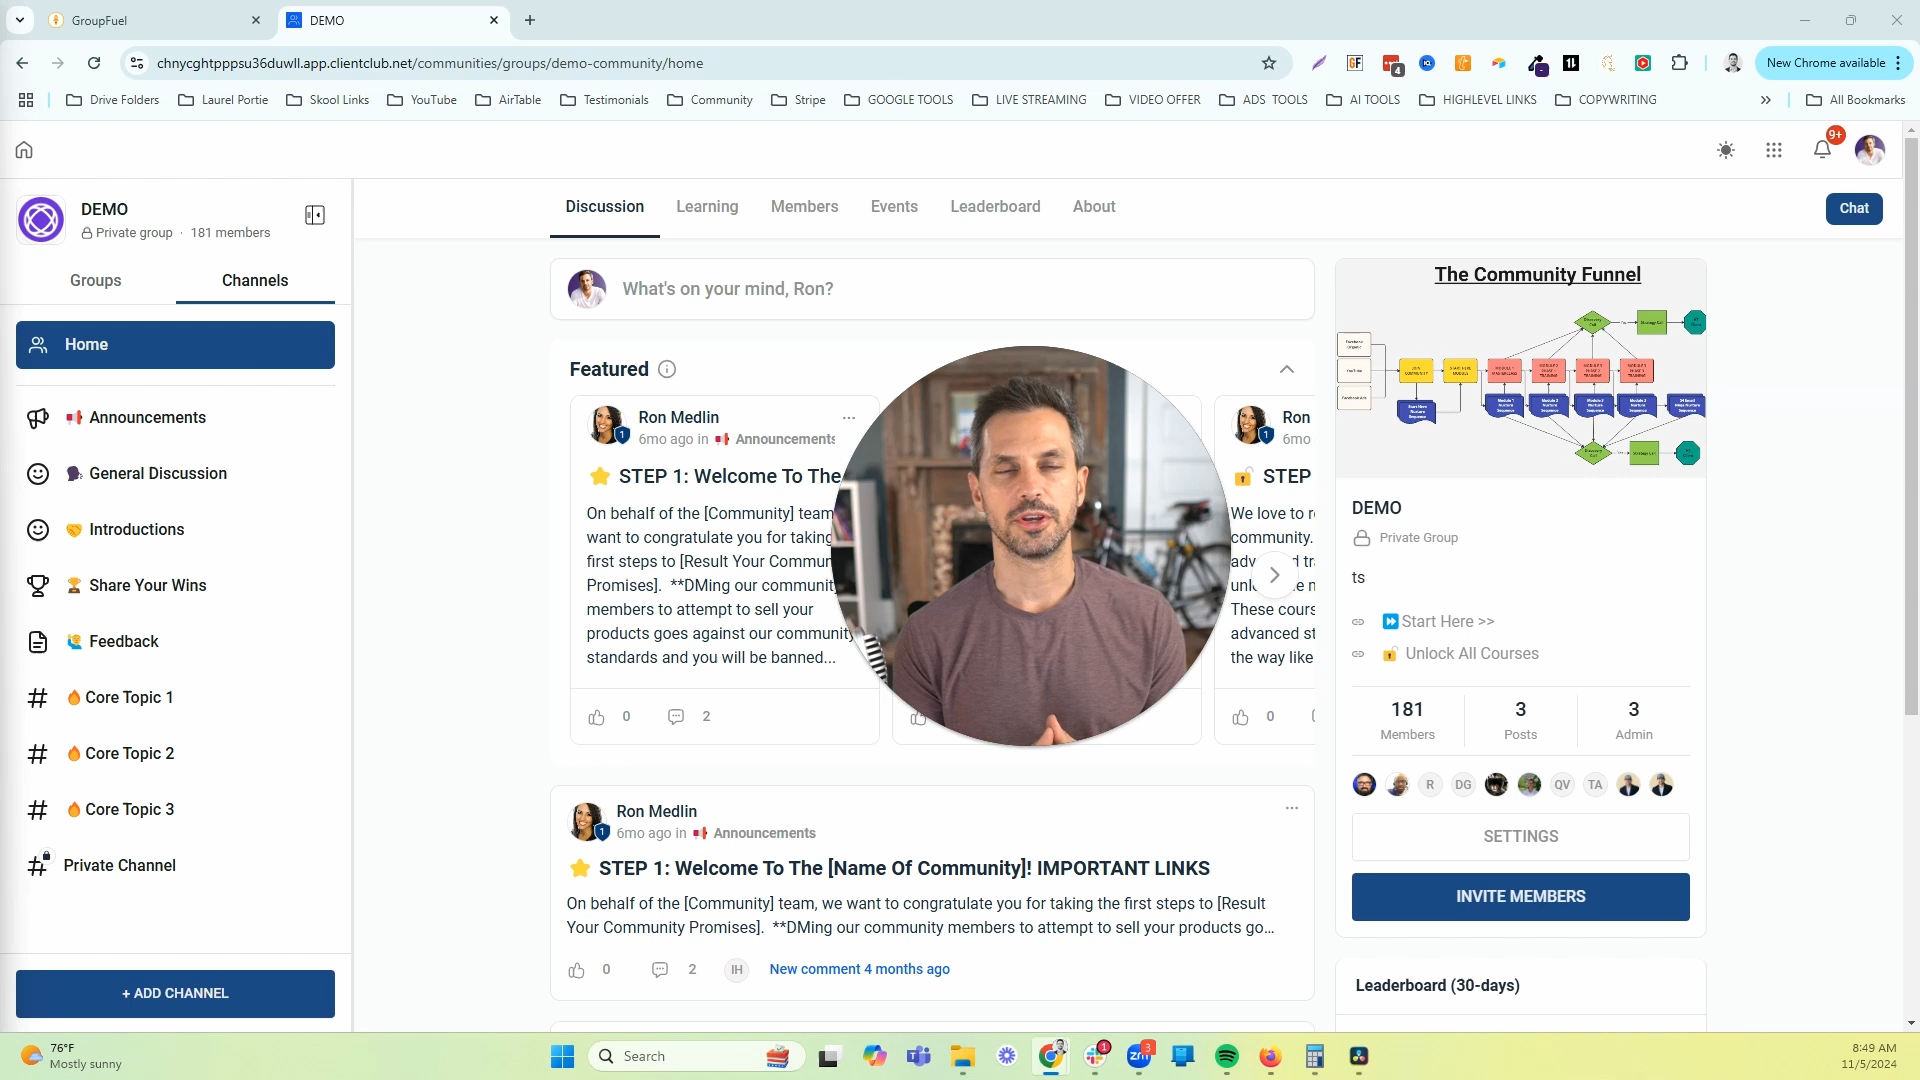 GroupFuel
DEMO
chnycghtpppsu36duwll.app.clientclub.net/communities/groups/demo-community/home
GF
4
New Chrome available
Drive Folders
Laurel Portie
Skool Links
YouTube
AirTable
Testimonials
Community
Stripe
GOOGLE TOOLS
LIVE STREAMING
VIDEO OFFER
ADS TOOLS
AI TOOLS
HIGHLEVEL LINKS
COPYWRITING
All Bookmarks
9+
DEMO
Private group · 181 members
Groups
Channels
Home
Announcements
General Discussion
Introductions
Share Your Wins
Feedback
Core Topic 1
Core Topic 2
Core Topic 3
Private Channel
+ ADD CHANNEL
Discussion
Learning
Members
Events
Leaderboard
About
Chat
What's on your mind, Ron?
Featured
Ron Medlin
1
6mo ago in Announcements
STEP 1: Welcome To The
On behalf of the [Community] team
want to congratulate you for taking
first steps to [Result Your Commun
Promises]. **DMing our community
members to attempt to sell your
products goes against our community
standards and you will be banned...
0
2
Ron
1
6mo
STEP
We love to r
community.
These cours
advanced st
the way like
0
Ron Medlin
1
6mo ago in Announcements
STEP 1: Welcome To The [Name Of Community]! IMPORTANT LINKS
On behalf of the [Community] team, we want to congratulate you for taking the first steps to [Result
Your Community Promises]. **DMing our community members to attempt to sell your products go...
0
2
IH
New comment 4 months ago
The Community Funnel
DEMO
Private Group
ts
Start Here >>
Unlock All Courses
181
Members
3
Posts
3
Admin
R
DG
QV
TA
SETTINGS
INVITE MEMBERS
Leaderboard (30-days)
76°F
Mostly sunny
Search
1
3
8:49 AM
11/5/2024